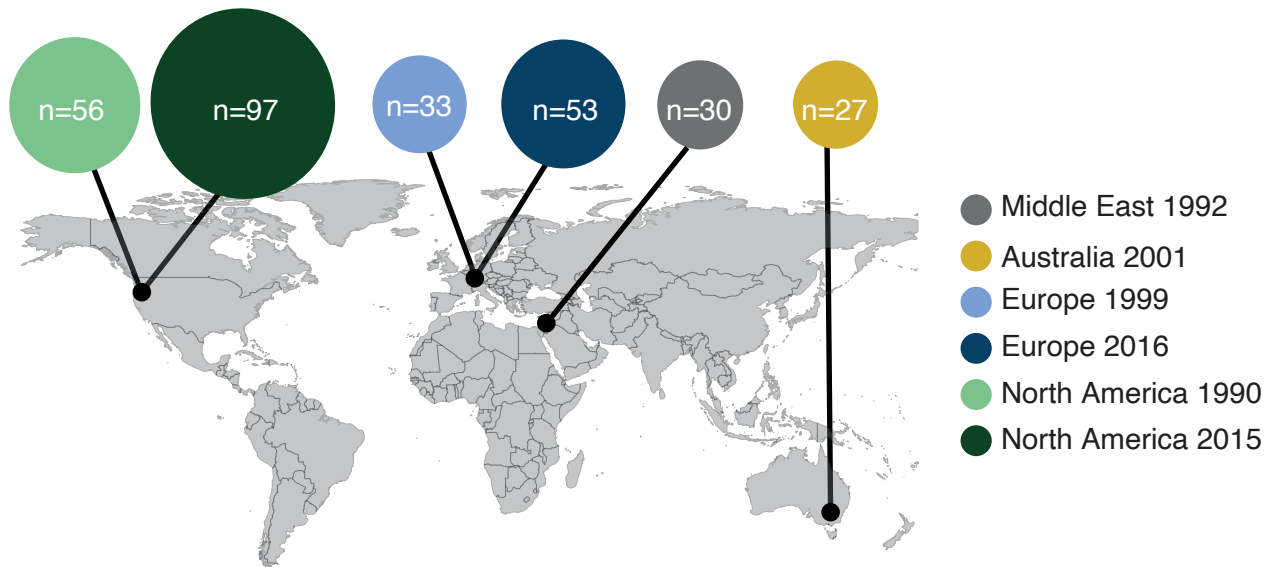 n=56
n=97
n=33
n=53
n=30
n=27
Middle East 1992
Australia 2001
Europe 1999
Europe 2016
North America 1990
North America 2015